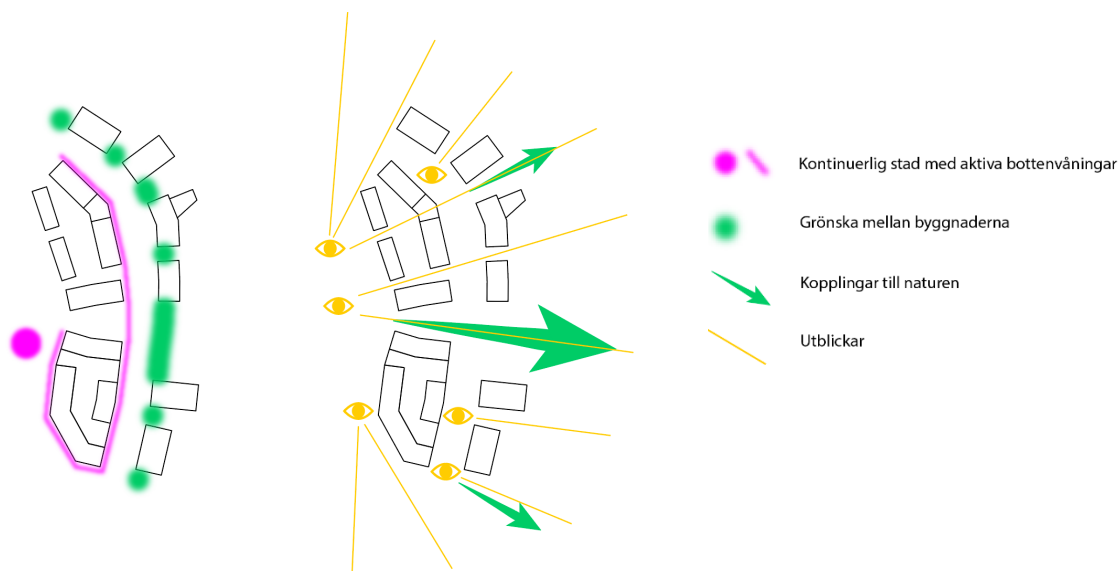 Kontinuerlig stad med aktiva bottenvåningar
Grönska mellan byggnaderna
Kopplingar till naturen
Utblickar